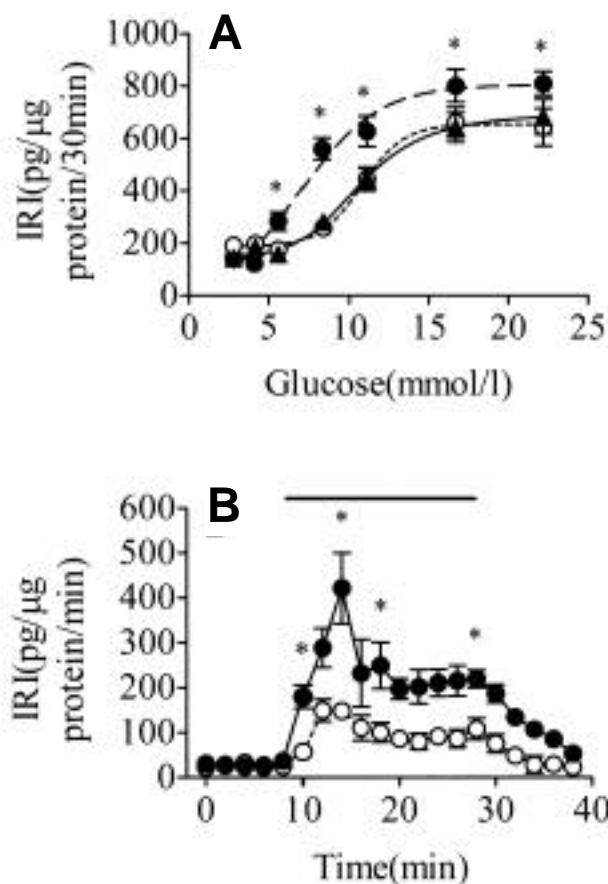 A
IRI(pg/μg
protein/30min)
1000
800
600
400
200
0
* * * * *
0 5 10 15 20 25
Glucose(mmol/l)
B
IRI(pg/μg
protein/min)
600
500
400
300
200
100
0
* * * *
0 10 20 30 40
Time(min)